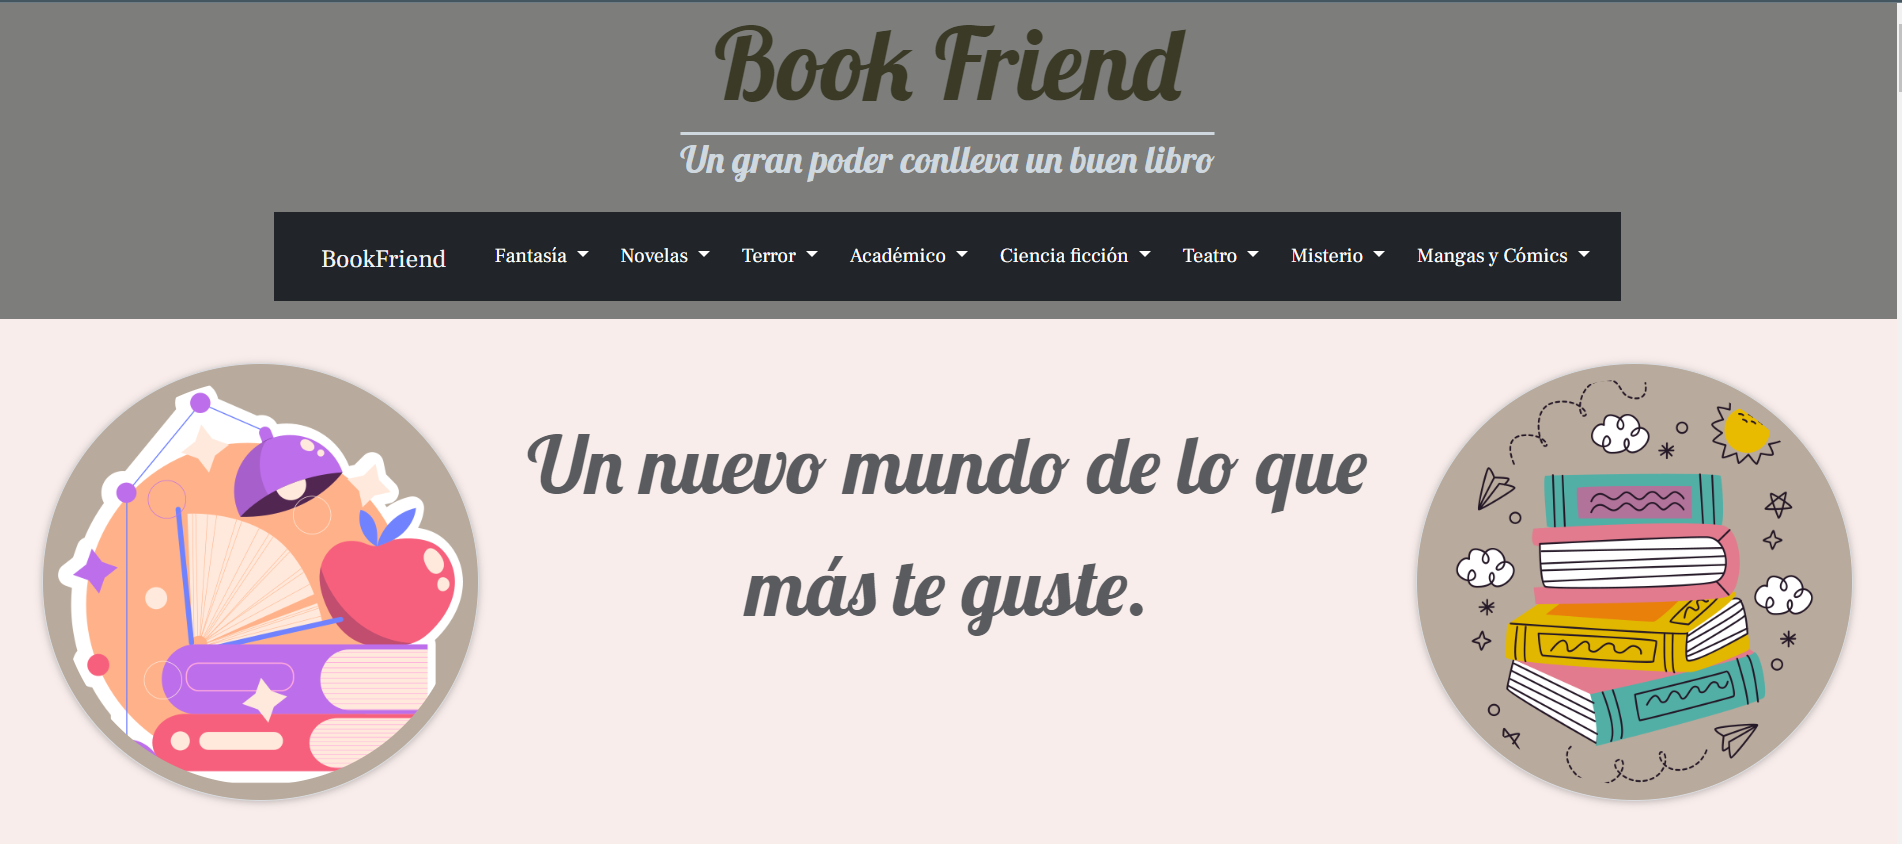 Book Friend
Un gran poder conlleva un buen libro
BookFriend Fantasía Novelas Terror Académico Ciencia ficción Teatro Misterio Mangas y Cómics
Un nuevo mundo de lo que
más te guste.